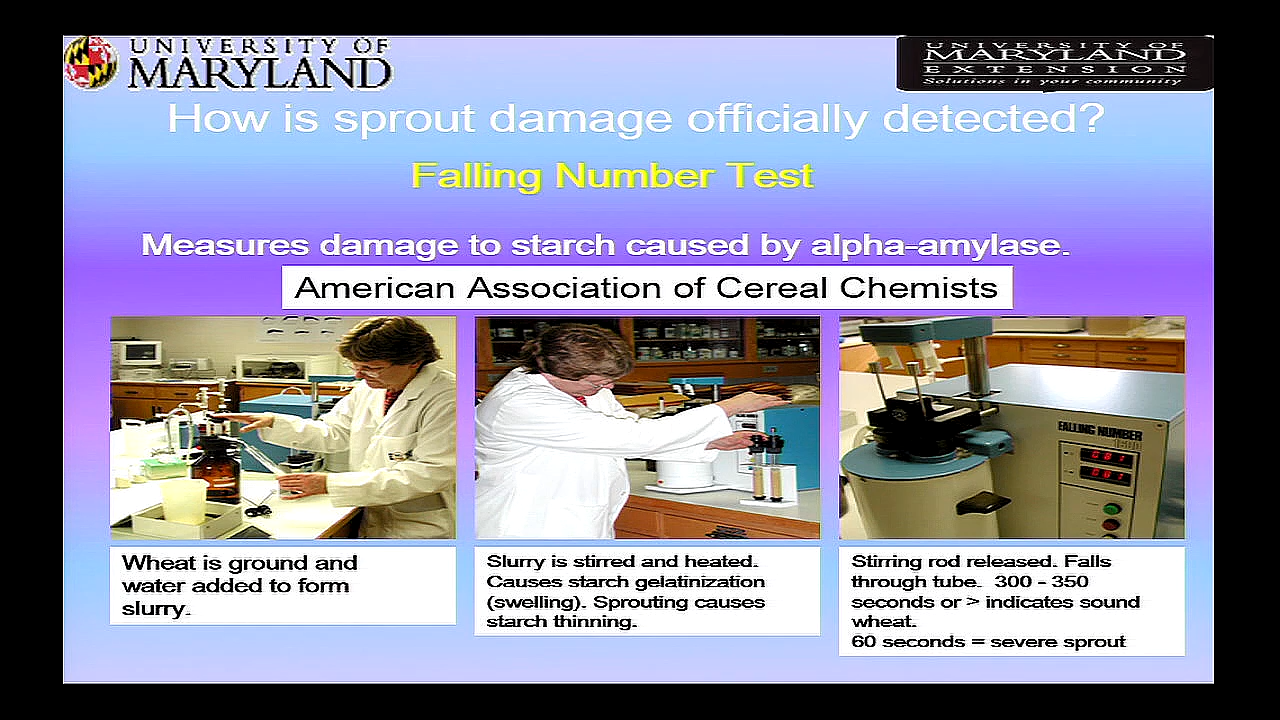 UNIVERSITY OF
MARYLAND
UNIVERSITY OF
MARYLAND
EXTENSION
Solutions in your community
How is sprout damage officially detected?
Falling Number Test
Measures damage to starch caused by alpha-amylase.
American Association of Cereal Chemists
FALLING NUMBER
Wheat is ground and
water added to form
slurry.
Slurry is stirred and heated.
Causes starch gelatinization
(swelling). Sprouting causes
starch thinning.
Stirring rod released. Falls
through tube. 300 - 350
seconds or > indicates sound
wheat.
60 seconds = severe sprout